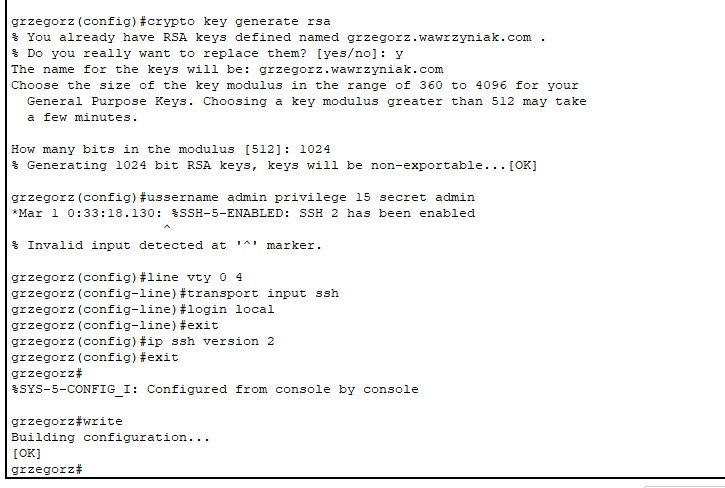 grzegorz(config)#crypto key generate rsa
% You already have RSA keys defined named grzegorz.wawrzyniak.com .
% Do you really want to replace them? [yes/no]: y
The name for the keys will be: grzegorz.wawrzyniak.com
Choose the size of the key modulus in the range of 360 to 4096 for your
  General Purpose Keys. Choosing a key modulus greater than 512 may take
  a few minutes.

How many bits in the modulus [512]: 1024
% Generating 1024 bit RSA keys, keys will be non-exportable...[OK]

grzegorz(config)#ussername admin privilege 15 secret admin
*Mar 1 0:33:18.130: %SSH-5-ENABLED: SSH 2 has been enabled
                   ^
% Invalid input detected at '^' marker.

grzegorz(config)#line vty 0 4
grzegorz(config-line)#transport input ssh
grzegorz(config-line)#login local
grzegorz(config-line)#exit
grzegorz(config)#ip ssh version 2
grzegorz(config)#exit
grzegorz#
%SYS-5-CONFIG_I: Configured from console by console

grzegorz#write
Building configuration...
[OK]
grzegorz#